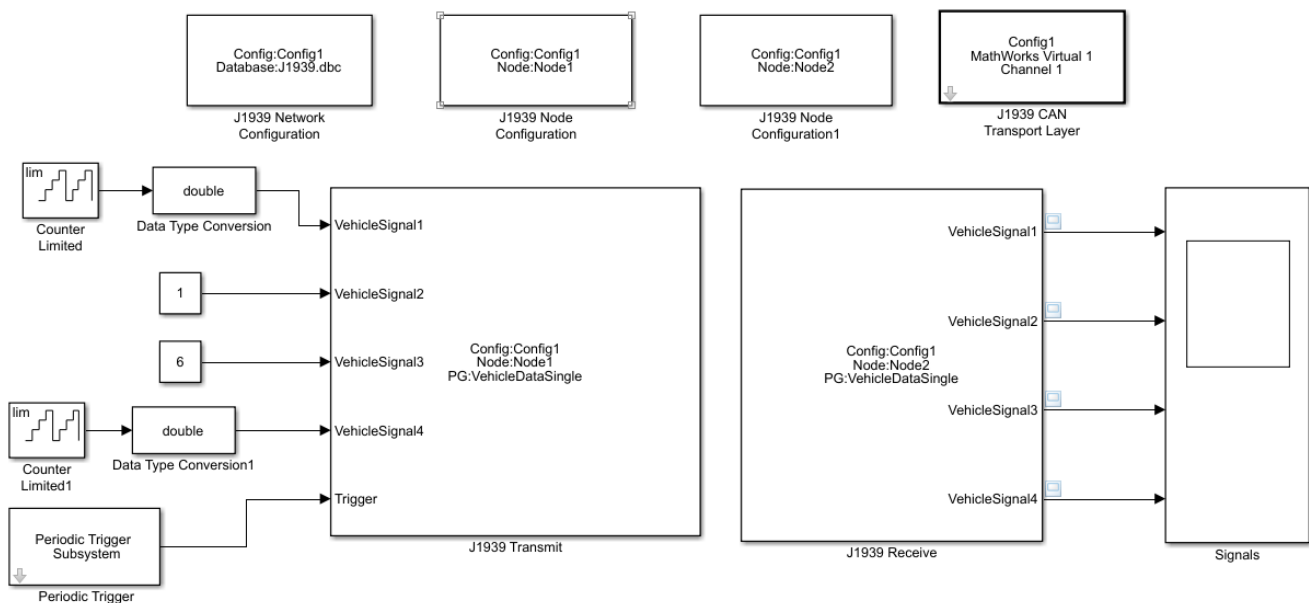 Config:Config1
Database:J1939.dbc
J1939 Network
Configuration
Config:Config1
Node:Node1
J1939 Node
Configuration
Config:Config1
Node:Node2
J1939 Node
Configuration1
Config1
MathWorks Virtual 1
Channel 1
J1939 CAN
Transport Layer
lim
Counter
Limited
double
Data Type Conversion
1
6
lim
Counter
Limited1
double
Data Type Conversion1
Periodic Trigger
Subsystem
Periodic Trigger
VehicleSignal1
VehicleSignal2
VehicleSignal3
VehicleSignal4
Trigger
Config:Config1
Node:Node1
PG:VehicleDataSingle
J1939 Transmit
Config:Config1
Node:Node2
PG:VehicleDataSingle
VehicleSignal1
VehicleSignal2
VehicleSignal3
VehicleSignal4
J1939 Receive
Signals